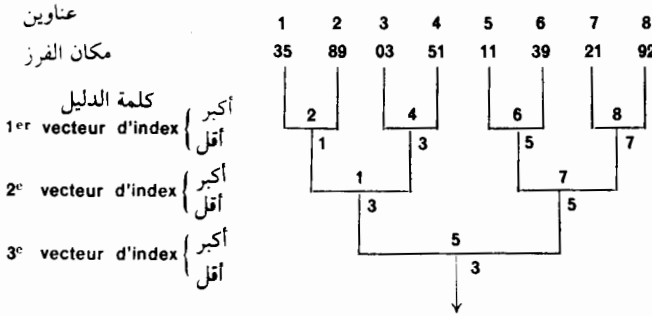 عناوين 1 2 3 4 5 6 7 8
مكان الفرز 35 89 03 51 11 39 21 92
كلمة الدليل
1er vecteur d'index { أكبر 2 4 6 8
أقل 1 3 5 7
2e vecteur d'index { أكبر 1 7
أقل 3 5
3e vecteur d'index { أكبر 5
أقل 3